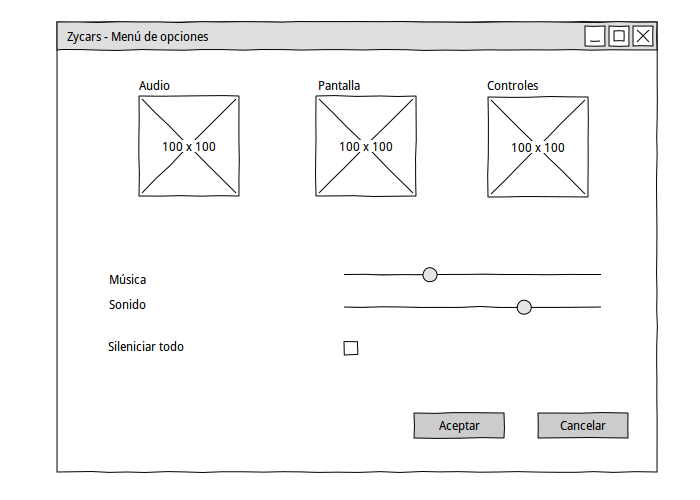 Zycars - Menú de opciones
Audio
Pantalla
Controles
100 x 100
100 x 100
100 x 100
Música
Sonido
Sileniciar todo
Aceptar
Cancelar